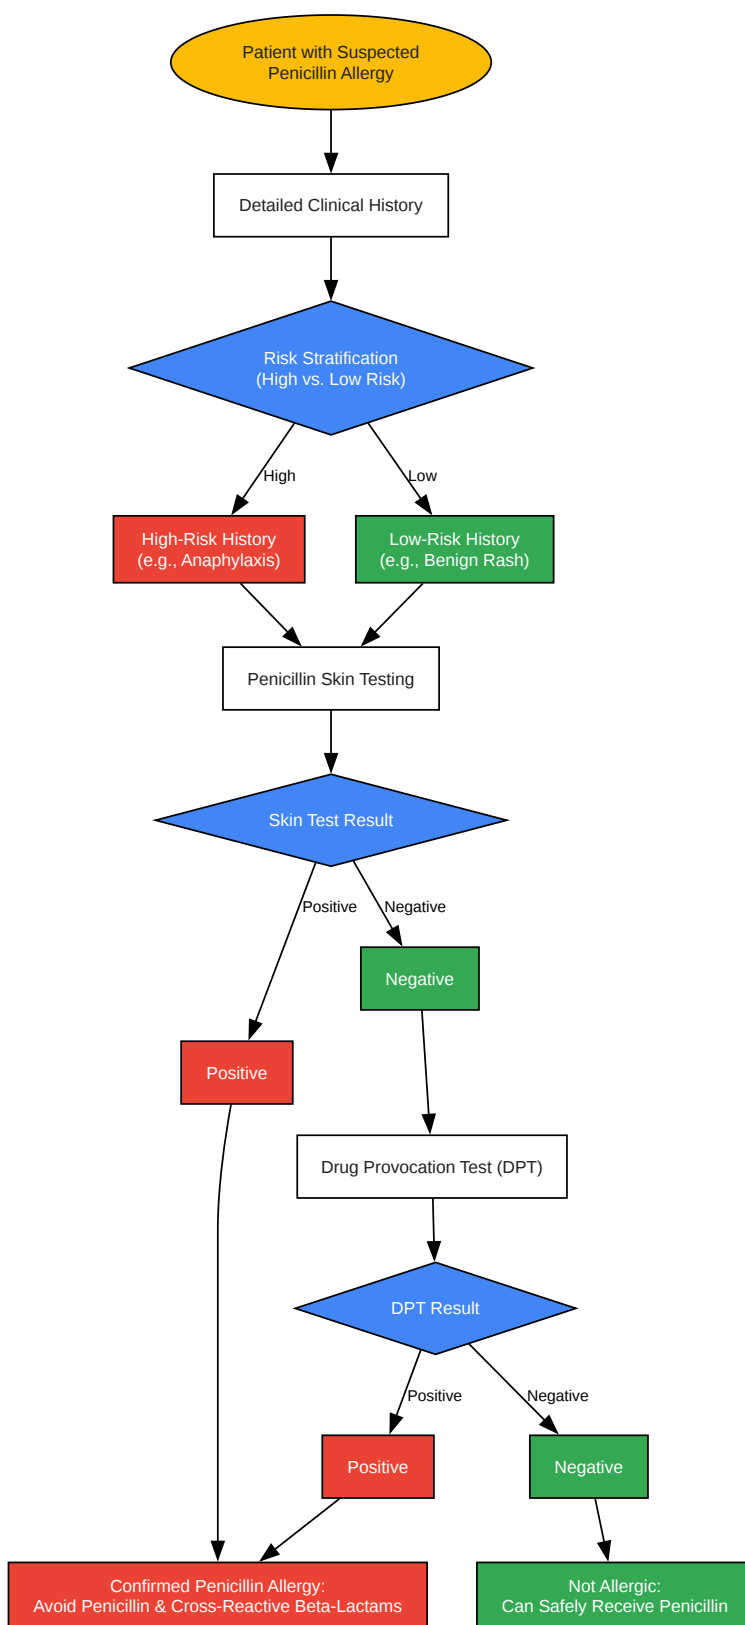 Patient with Suspected
Penicillin Allergy
Detailed Clinical History
Risk Stratification
(High vs. Low Risk)
High
Low
High-Risk History
(e.g., Anaphylaxis)
Low-Risk History
(e.g., Benign Rash)
Penicillin Skin Testing
Skin Test Result
Positive
Negative
Negative
Positive
Drug Provocation Test (DPT)
DPT Result
Positive
Negative
Positive
Negative
Confirmed Penicillin Allergy:
Avoid Penicillin & Cross-Reactive Beta-Lactams
Not Allergic:
Can Safely Receive Penicillin